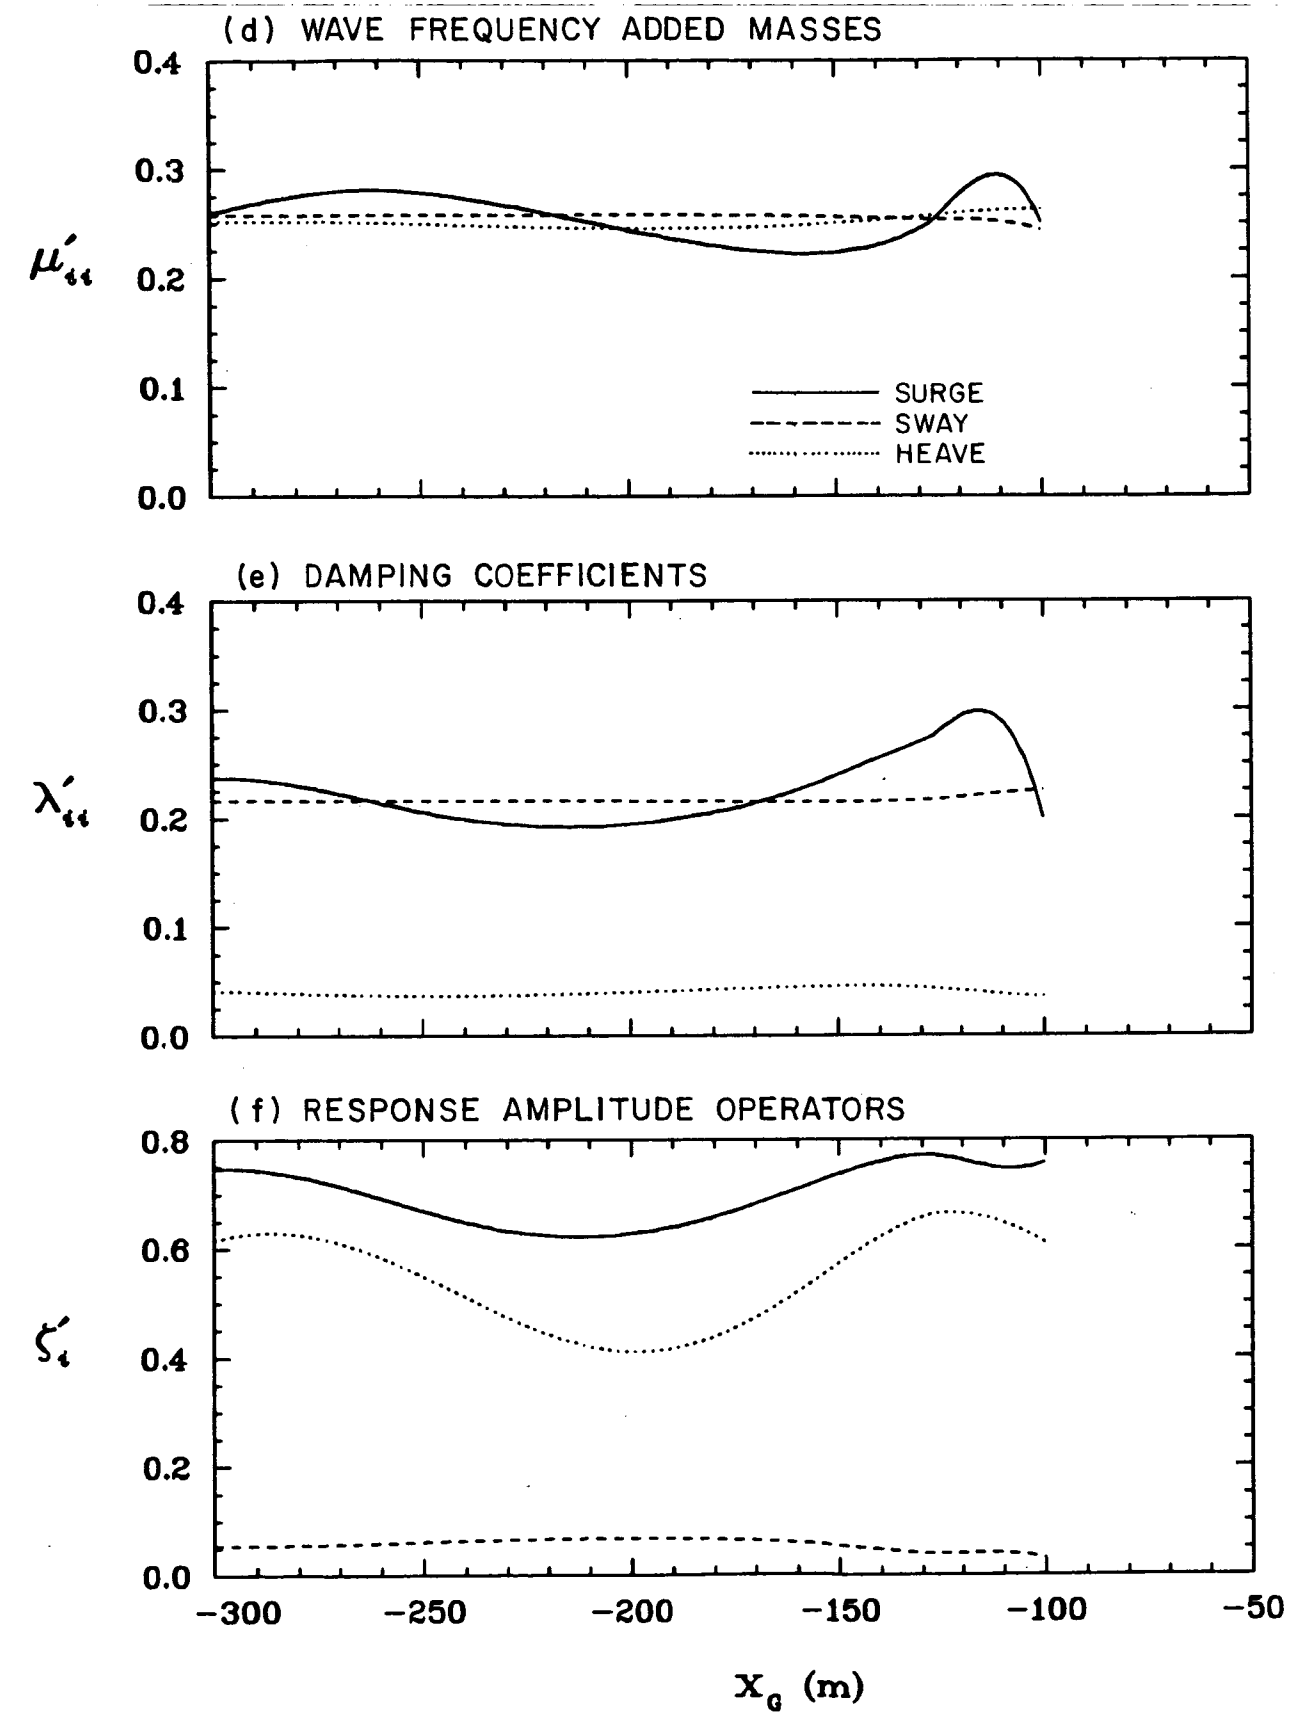 (d) WAVE FREQUENCY ADDED MASSES
0.4
0.3
μ′ii
0.2
0.1
0.0
SURGE
SWAY
HEAVE
(e) DAMPING COEFFICIENTS
0.4
0.3
λ′ii
0.2
0.1
0.0
(f) RESPONSE AMPLITUDE OPERATORS
0.8
0.6
ζ′i
0.4
0.2
0.0
-300 -250 -200 -150 -100 -50
XG (m)